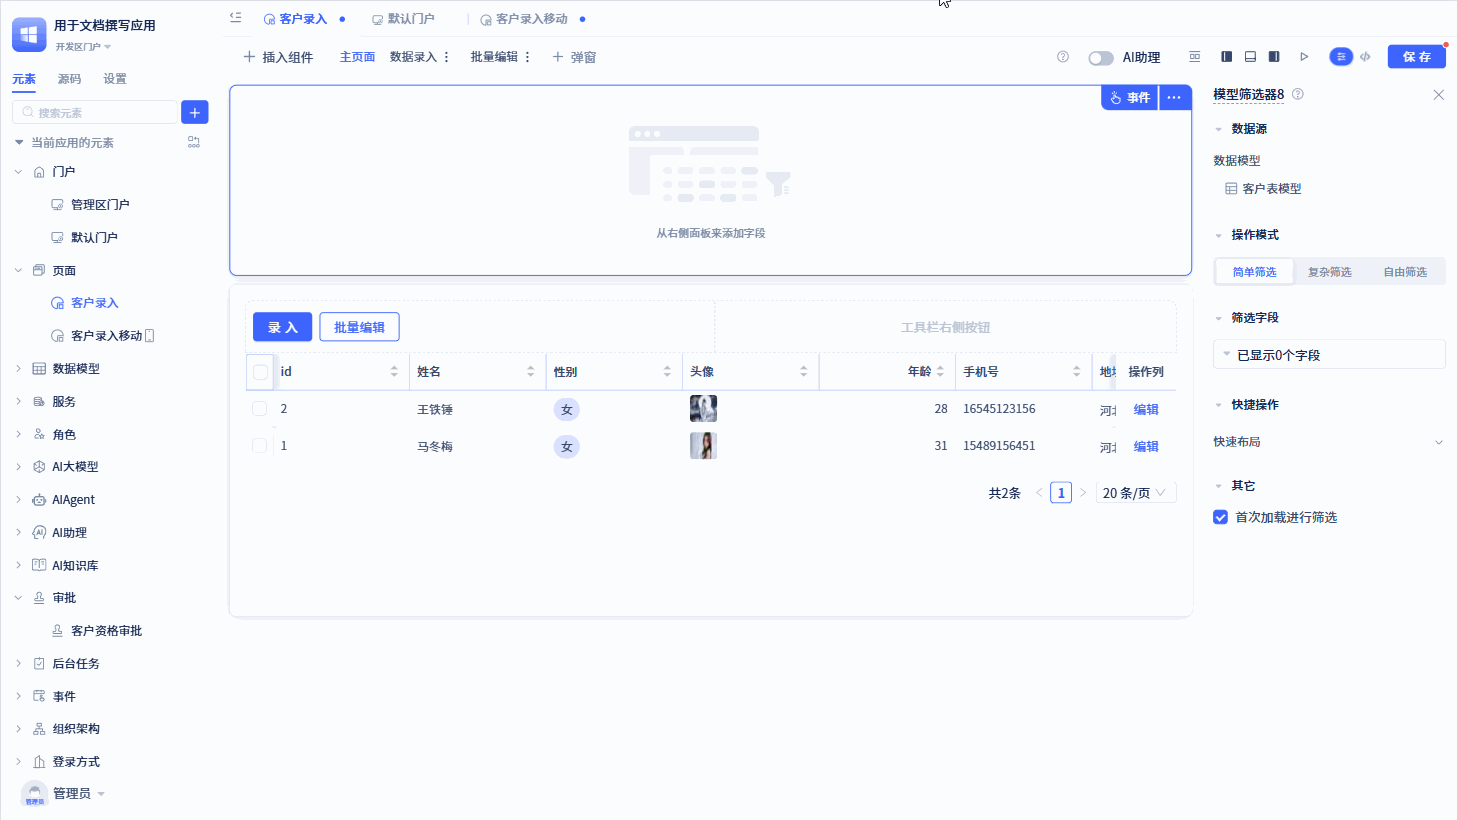 用于文档撰写应用
开发区门户
元素
源码
设置
搜索元素
当前应用的元素
门户
管理区门户
默认门户
页面
客户录入
客户录入移动
数据模型
服务
角色
AI大模型
AIAgent
AI助理
AI知识库
审批
客户资格审批
后台任务
事件
组织架构
登录方式
管理员
管理员
客户录入
默认门户
客户录入移动
插入组件
主页面
数据录入
批量编辑
弹窗
AI助理
保存
事件
从右侧面板来添加字段
录入
批量编辑
工具栏右侧按钮
id 姓名 性别 头像 年龄 手机号 操作列
2 王铁锤 女 28 16545123156 编辑
1 马冬梅 女 31 15489156451 编辑
共2条 1 20 条/页
模型筛选器8
数据源
数据模型
客户表模型
操作模式
简单筛选 复杂筛选 自由筛选
筛选字段
已显示0个字段
快捷操作
快速布局
其它
首次加载进行筛选